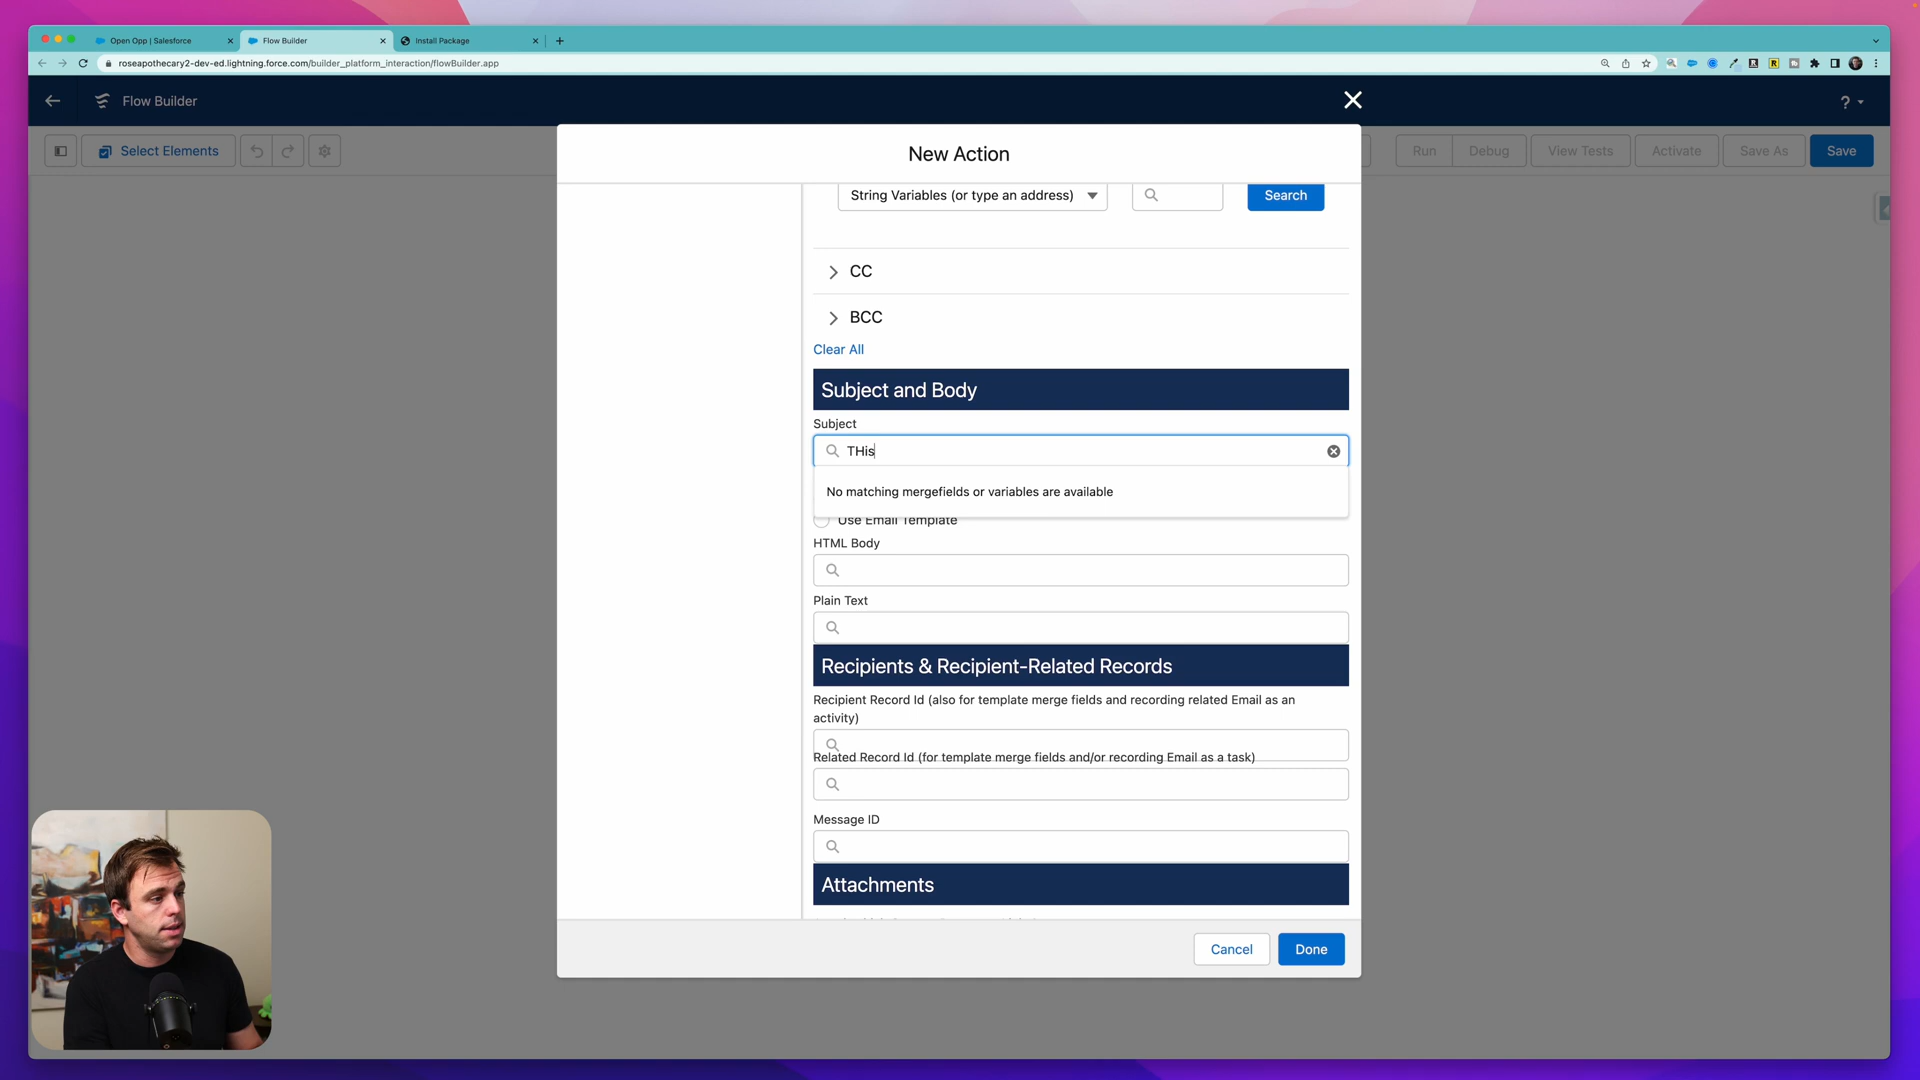 Open Opp | Salesforce
Flow Builder
Install Package
roseapothecary2-dev-ed.lightning.force.com/builder_platform_interaction/flowBuilder.app
Flow Builder
?
Select Elements
Run
Debug
View Tests
Activate
Save As
Save
New Action
String Variables (or type an address)
Search
CC
BCC
Clear All
Subject and Body
Subject
THis
No matching mergefields or variables are available
Use Email Template
HTML Body
Plain Text
Recipients & Recipient-Related Records
Recipient Record Id (also for template merge fields and recording related Email as an
activity)
Related Record Id (for template merge fields and/or recording Email as a task)
Message ID
Attachments
Cancel
Done